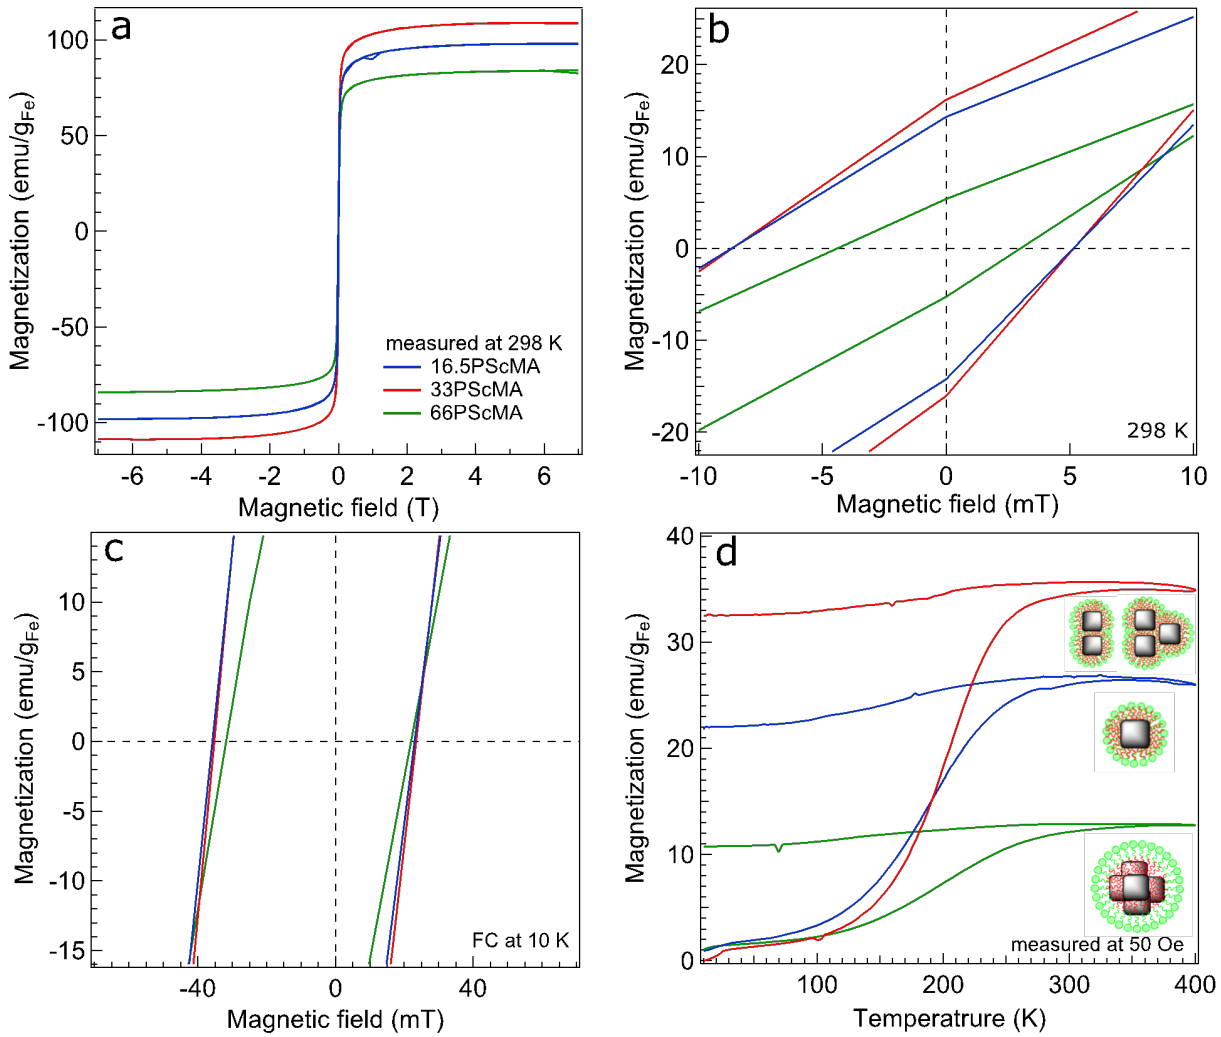 a
Magnetization (emu/gFe)
100
50
0
-50
-100
measured at 298 K
16.5PScMA
33PScMA
66PScMA
-6
-4
-2
0
2
4
6
Magnetic field (T)
b
Magnetization (emu/gFe)
20
10
0
-10
-20
298 K
-10
-5
0
5
10
Magnetic field (mT)
c
Magnetization (emu/gFe)
10
5
0
-5
-10
-15
FC at 10 K
-40
0
40
Magnetic field (mT)
d
Magnetization (emu/gFe)
40
30
20
10
0
measured at 50 Oe
100
200
300
400
Temperatrure (K)